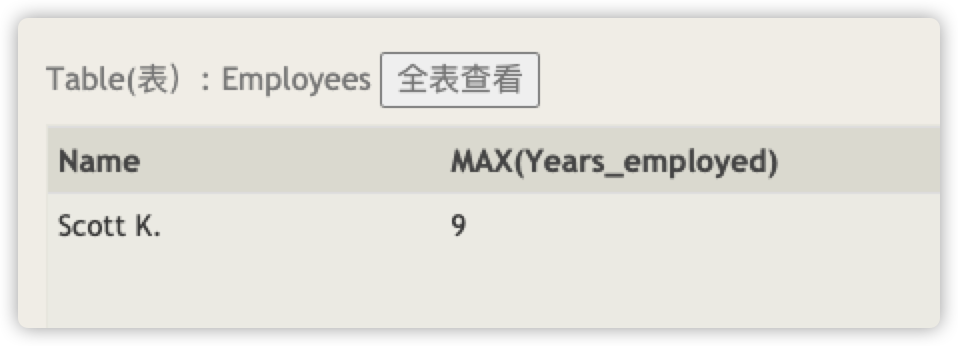 Table(表）: Employees 全表查看
Name MAX(Years_employed)
Scott K. 9